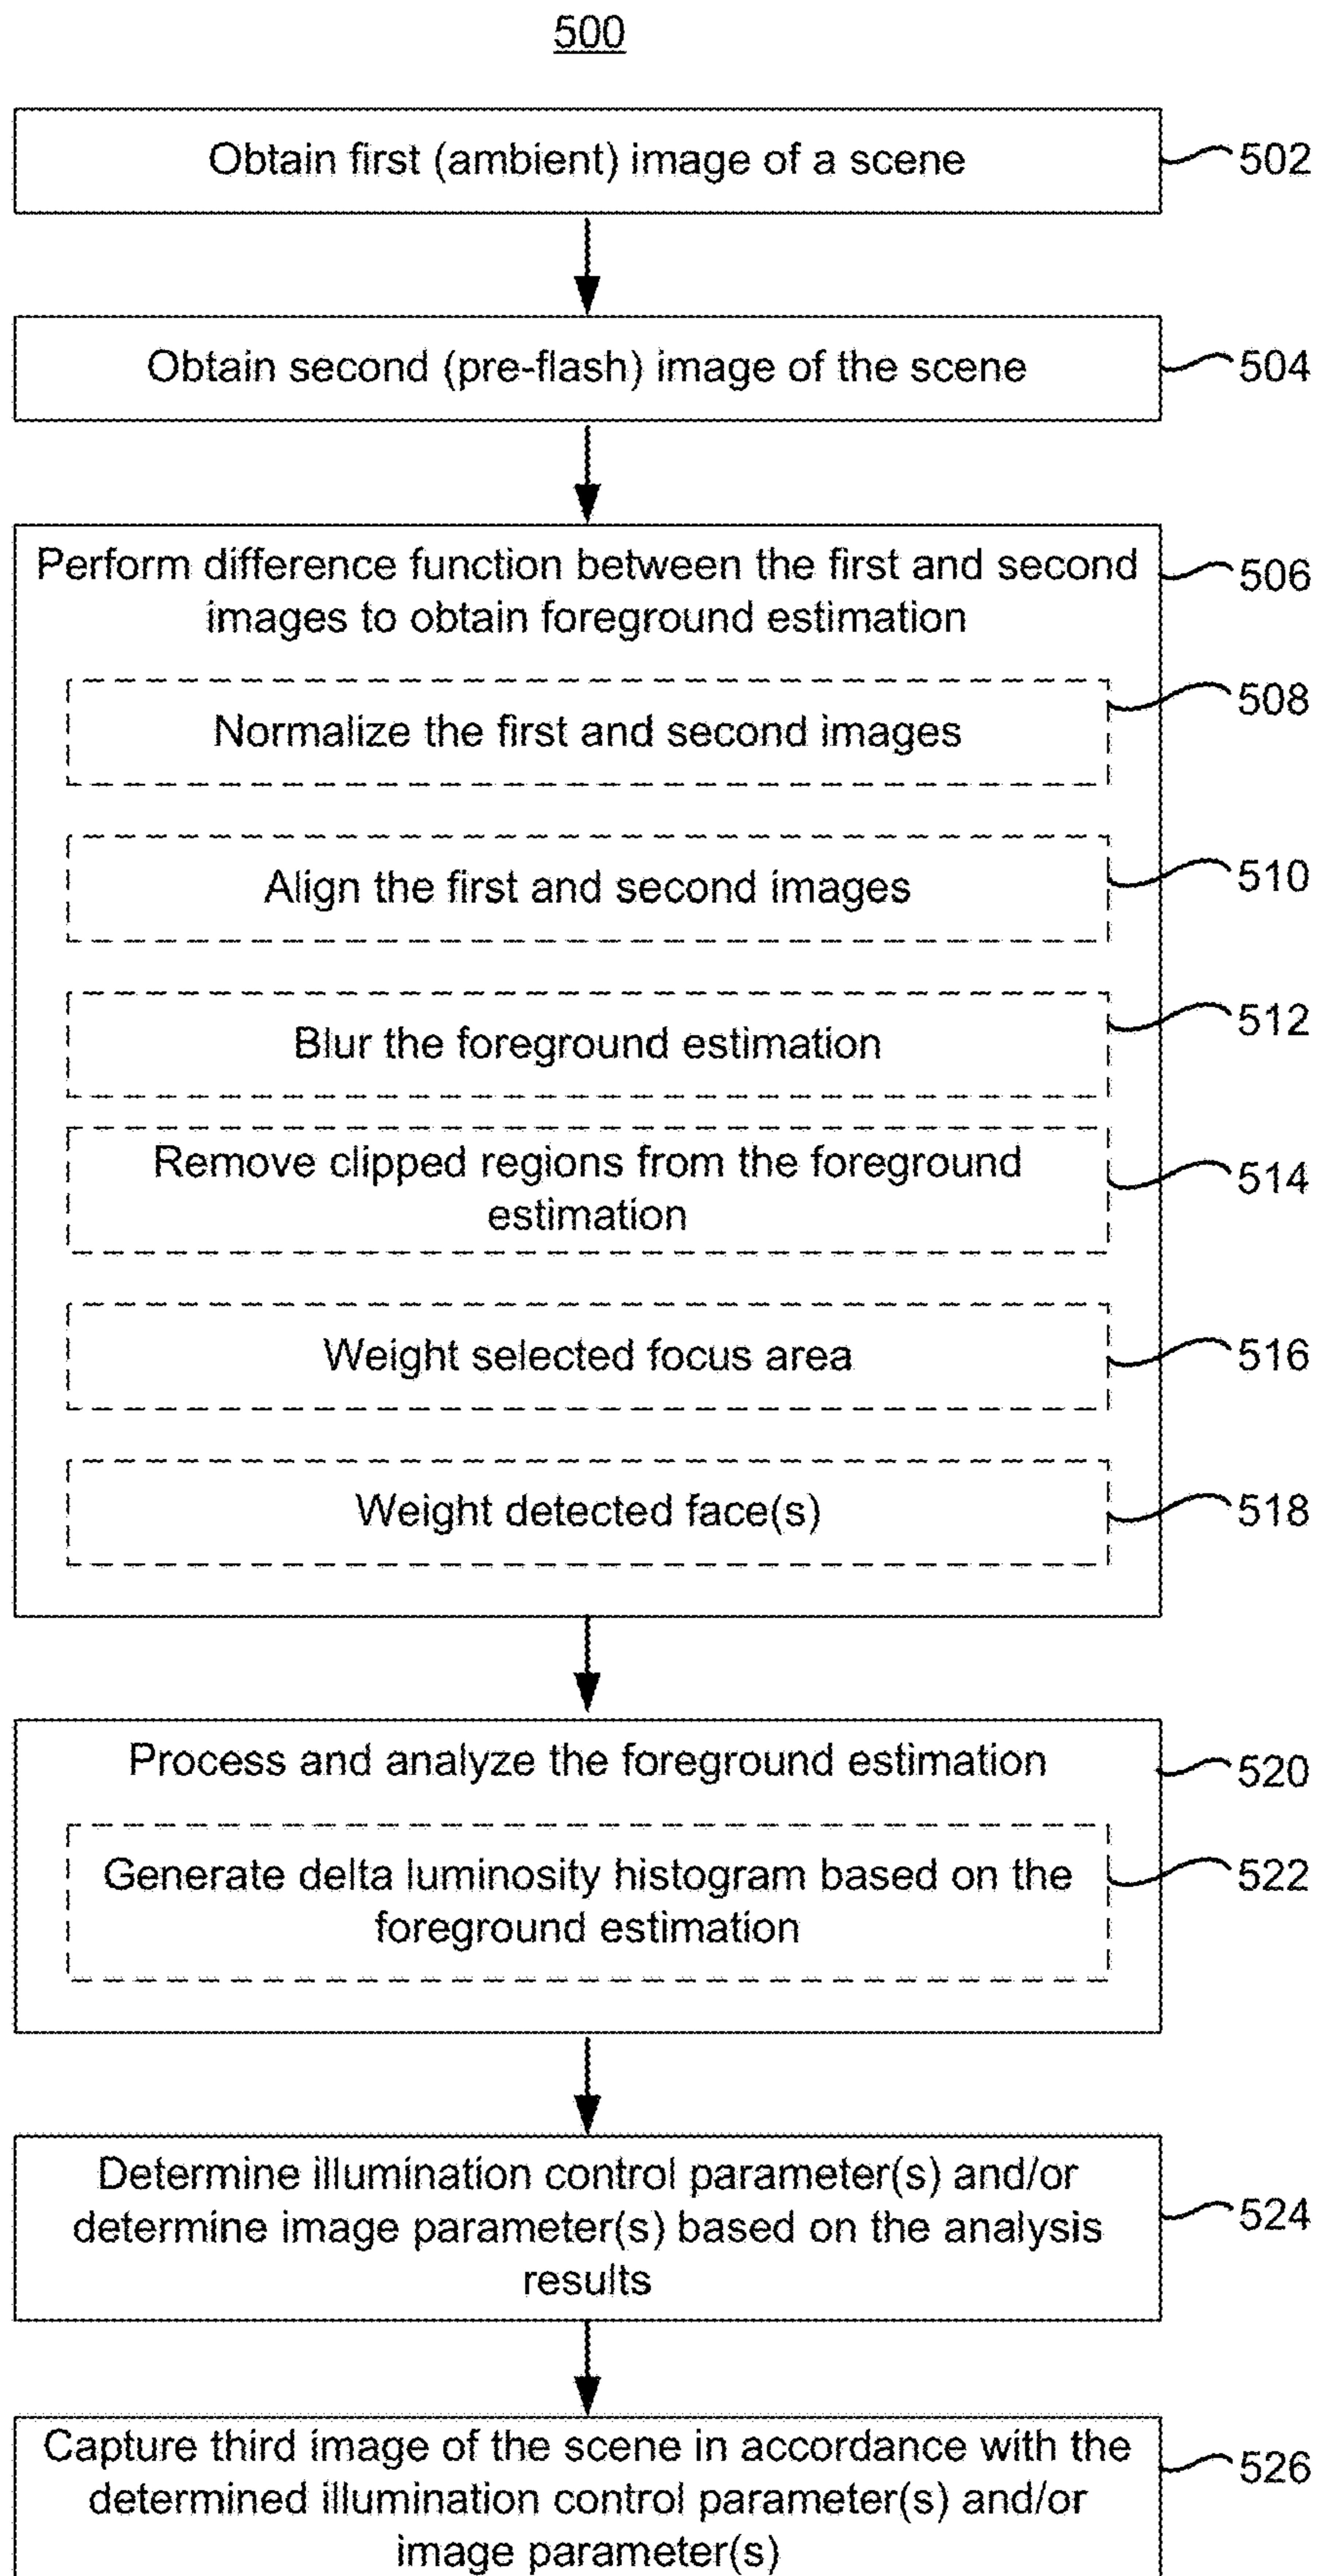 500
Obtain first (ambient) image of a scene
502
Obtain second (pre-flash) image of the scene
504
Perform difference function between the first and second
images to obtain foreground estimation
506
Normalize the first and second images
508
Align the first and second images
510
Blur the foreground estimation
512
Remove clipped regions from the foreground
estimation
514
Weight selected focus area
516
Weight detected face(s)
518
Process and analyze the foreground estimation
520
Generate delta luminosity histogram based on the
foreground estimation
522
Determine illumination control parameter(s) and/or
determine image parameter(s) based on the analysis
results
524
Capture third image of the scene in accordance with the
determined illumination control parameter(s) and/or
image parameter(s)
526